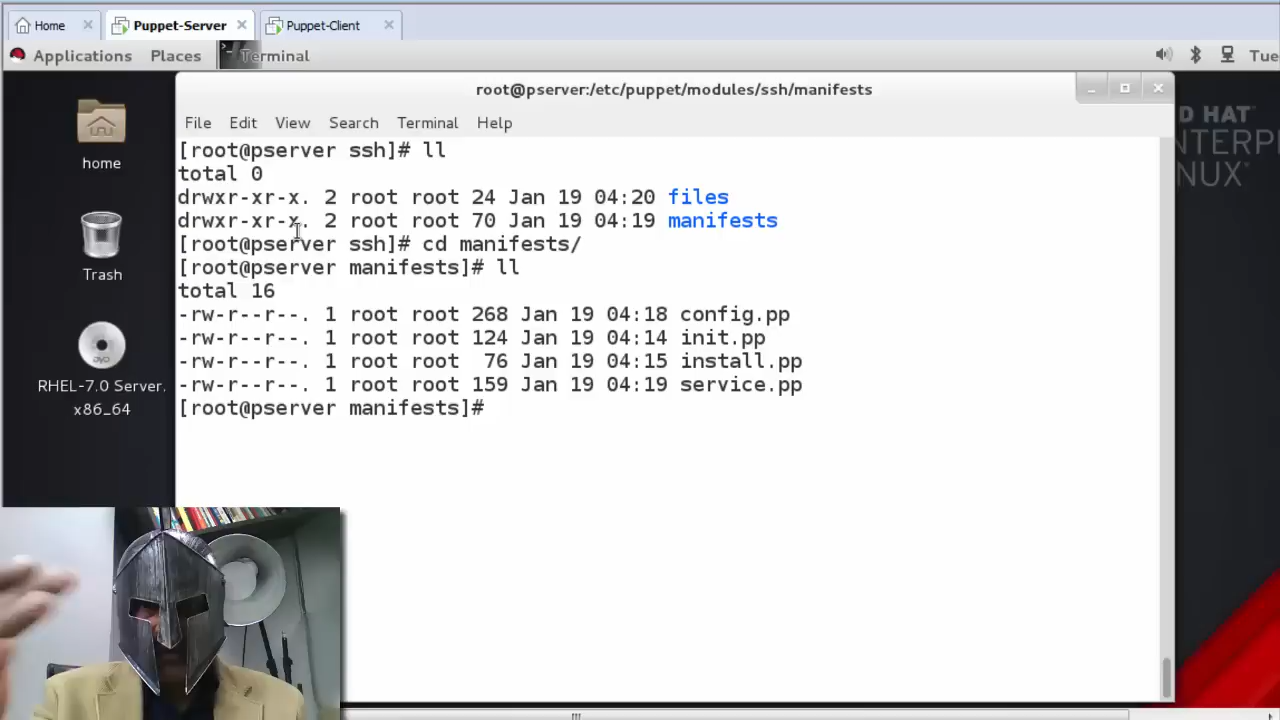 Home
Puppet-Server
Puppet-Client
Applications
Places
Terminal
Tue
root@pserver:/etc/puppet/modules/ssh/manifests
File Edit View Search Terminal Help
[root@pserver ssh]# ll
total 0
drwxr-xr-x. 2 root root 24 Jan 19 04:20 files
drwxr-xr-x. 2 root root 70 Jan 19 04:19 manifests
[root@pserver ssh]# cd manifests/
[root@pserver manifests]# ll
total 16
-rw-r--r--. 1 root root 268 Jan 19 04:18 config.pp
-rw-r--r--. 1 root root 124 Jan 19 04:14 init.pp
-rw-r--r--. 1 root root  76 Jan 19 04:15 install.pp
-rw-r--r--. 1 root root 159 Jan 19 04:19 service.pp
[root@pserver manifests]#
home
Trash
RHEL-7.0 Server.
x86_64
D HAT
NTERP
NUX